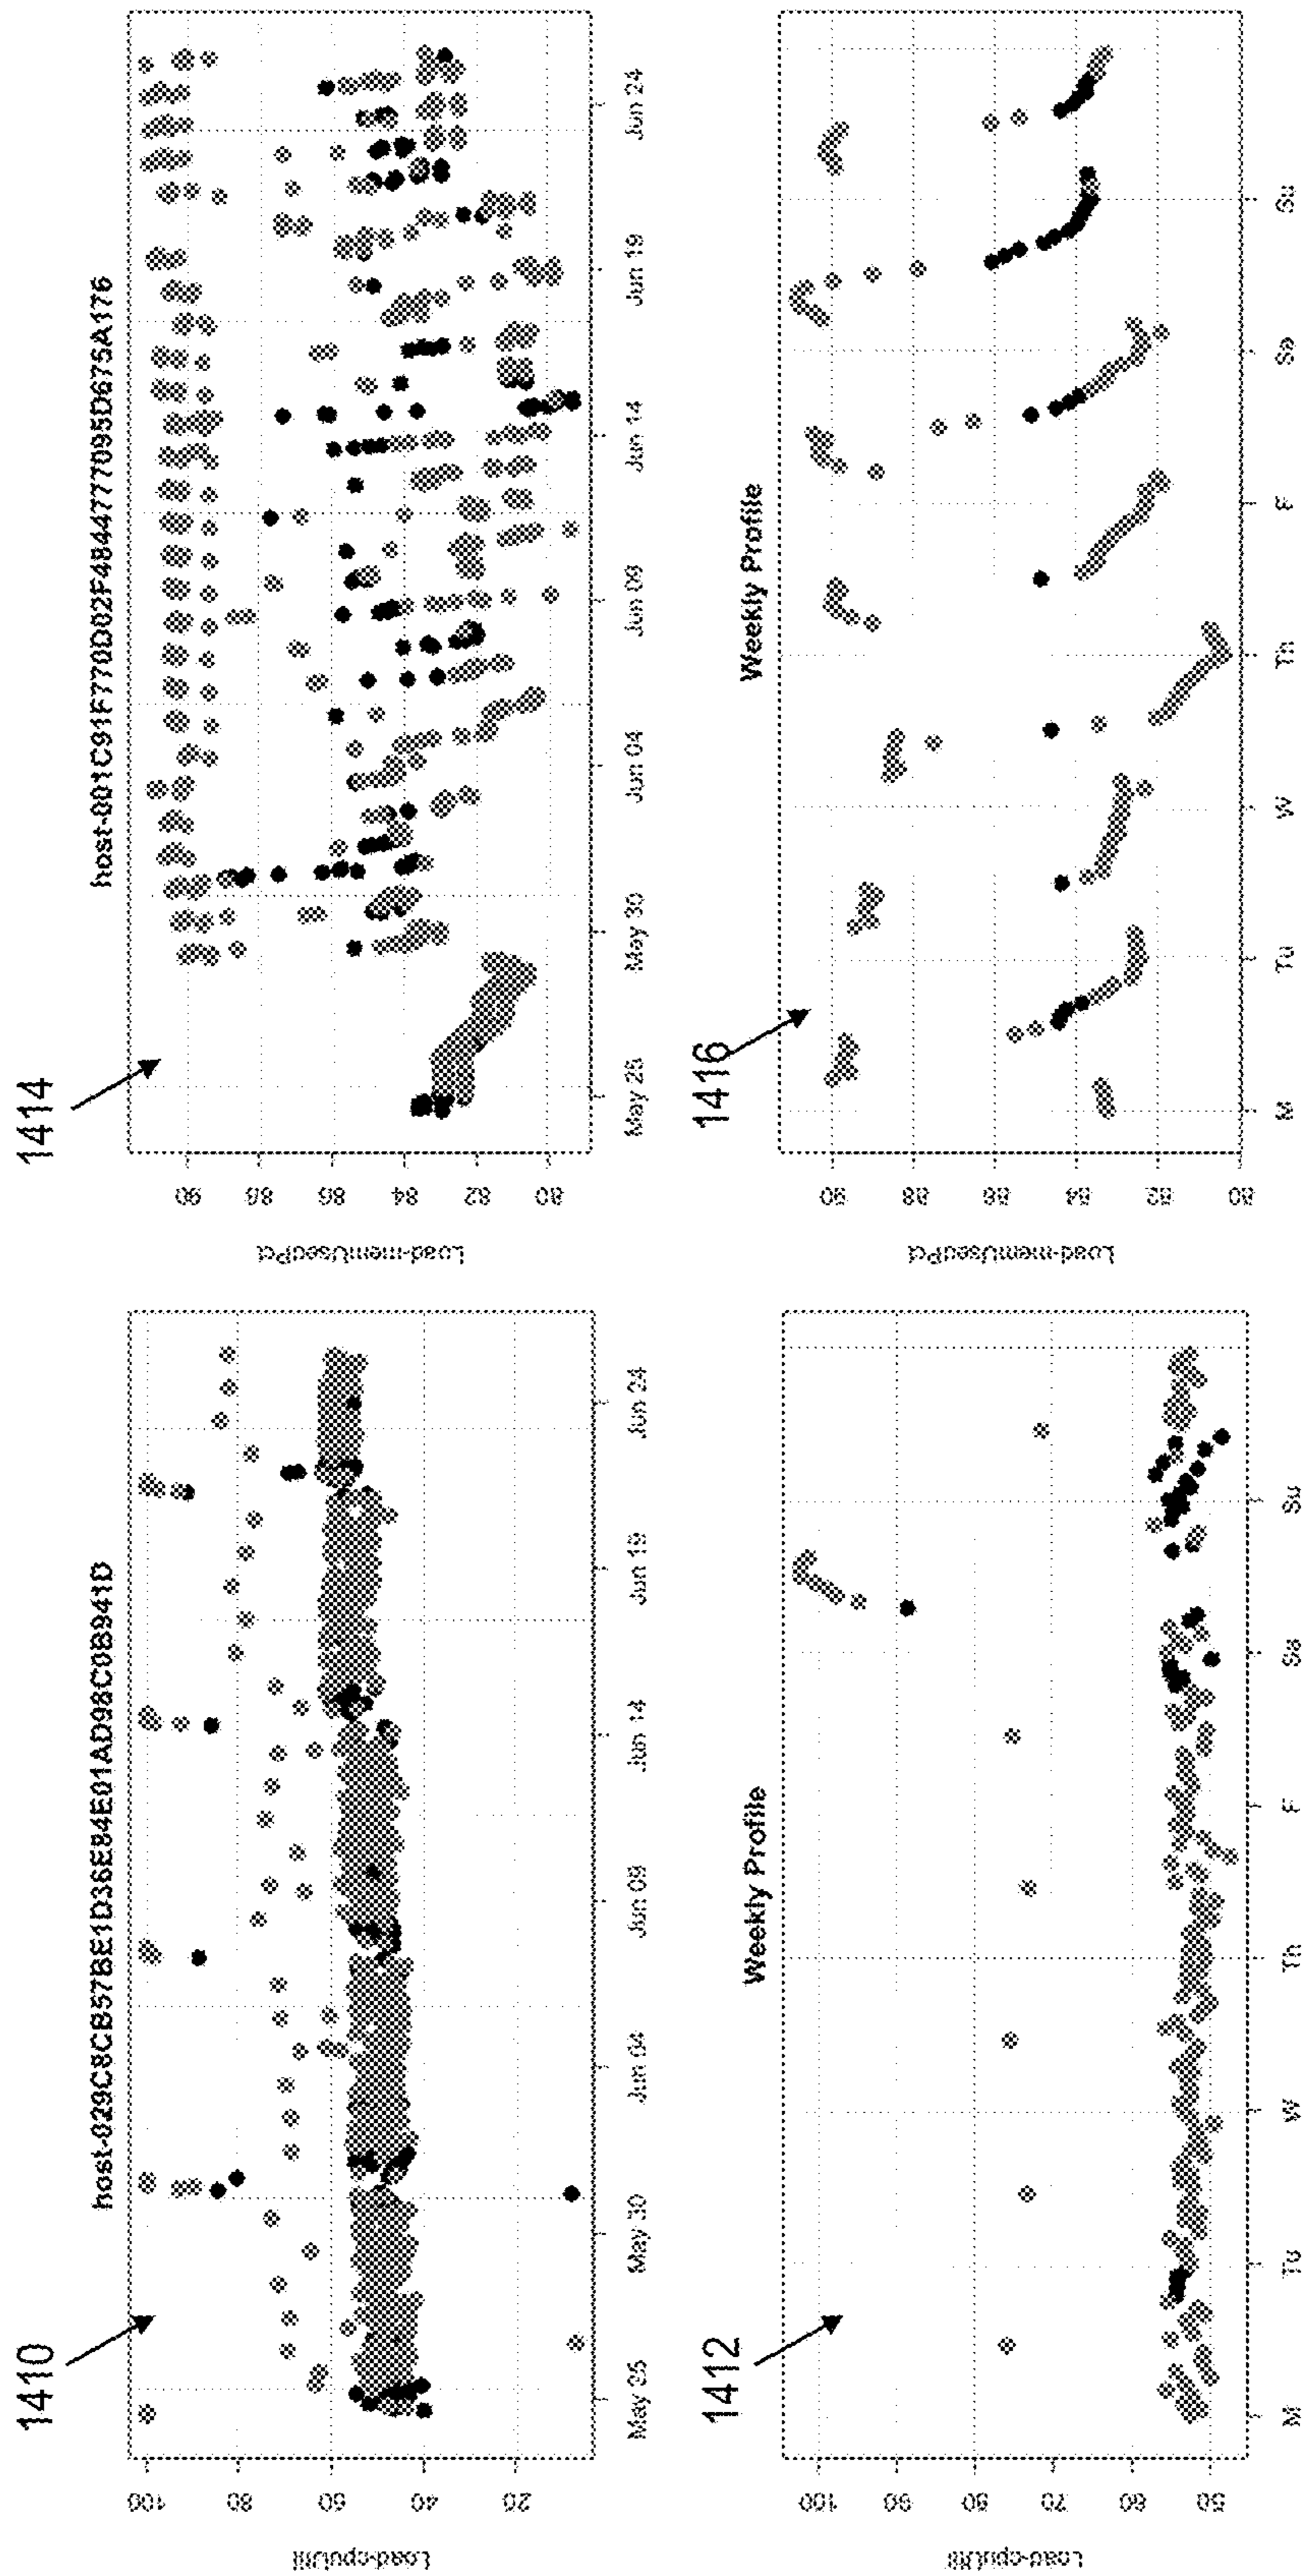 1410
host-029C8CB57BE1D36E84E01AD98C0B941D
Load-cpuUtil
100
80
60
40
20
May 25 May 30 Jun 04 Jun 09 Jun 14 Jun 19 Jun 24
1414
host-001C91F770D02F4844777095D675A176
Load-memUsedPct
90
88
86
84
82
80
May 25 May 30 Jun 04 Jun 09 Jun 14 Jun 19 Jun 24
1412
Weekly Profile
Load-cpuUtil
100
90
80
70
60
50
M Tu W Th F Sa Su
1416
Weekly Profile
Load-memUsedPct
90
88
86
84
82
80
M Tu W Th F Sa Su